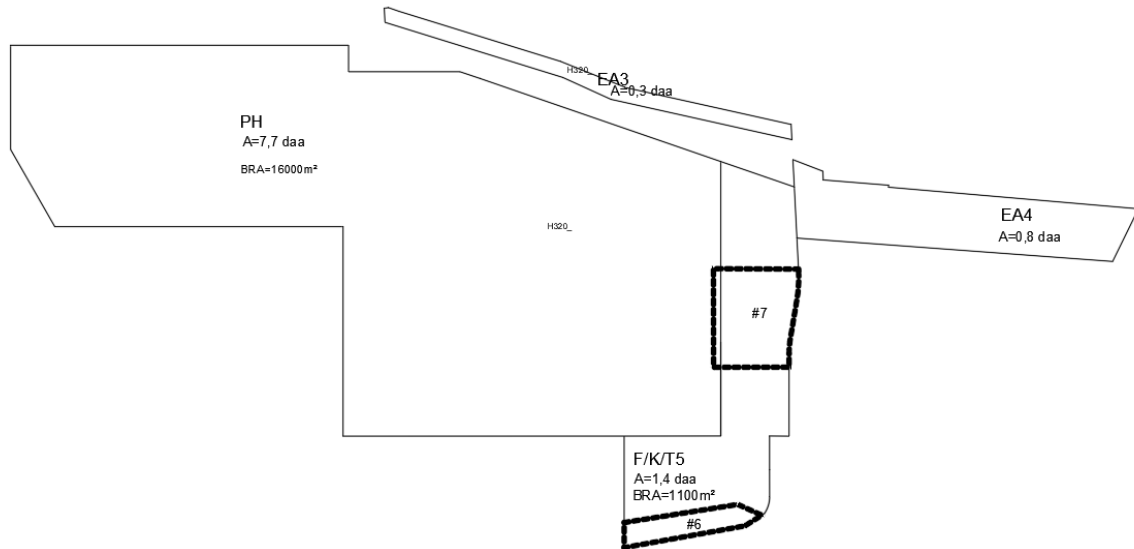 H320_
EA3
A=0,3 daa
PH
A=7,7 daa
BRA=16000m²
EA4
A=0,8 daa
H320_
#7
F/K/T5
A=1,4 daa
BRA=1100m²
#6